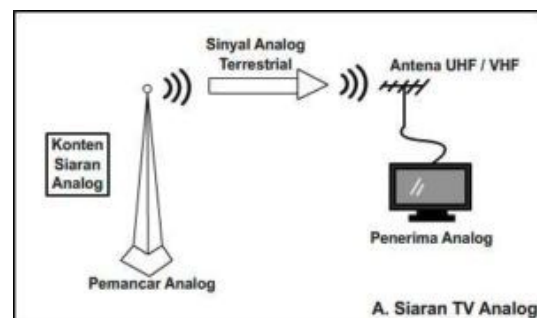 Sinyal Analog
Terrestrial
Antena UHF / VHF
Konten
Siaran
Analog
Penerima Analog
Pemancar Analog
A. Siaran TV Analog